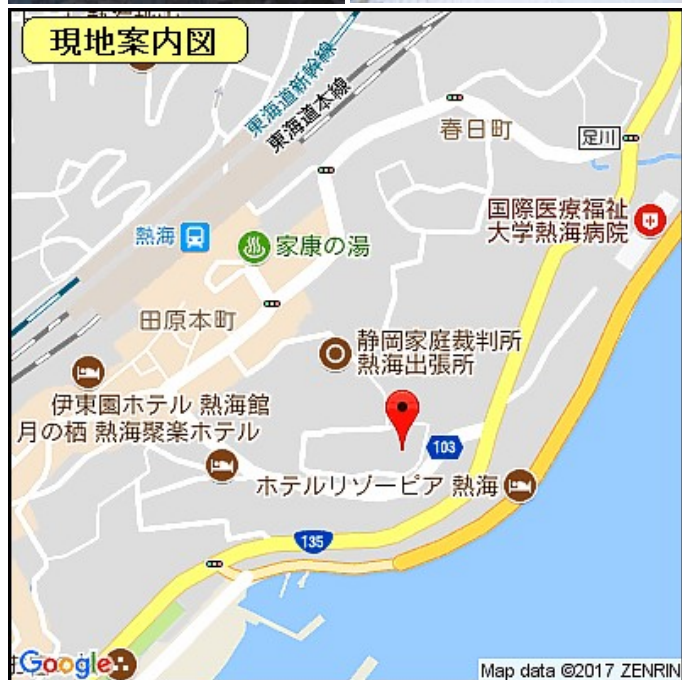 現地案内図
東海道新幹線
東海道本線
春日町
足川
国際医療福祉
大学熱海病院
熱海
家康の湯
田原本町
静岡家庭裁判所
熱海出張所
伊東園ホテル 熱海館
月の栖 熱海聚楽ホテル
103
ホテルリゾーピア 熱海
135
Google
Map data ©2017 ZENRIN